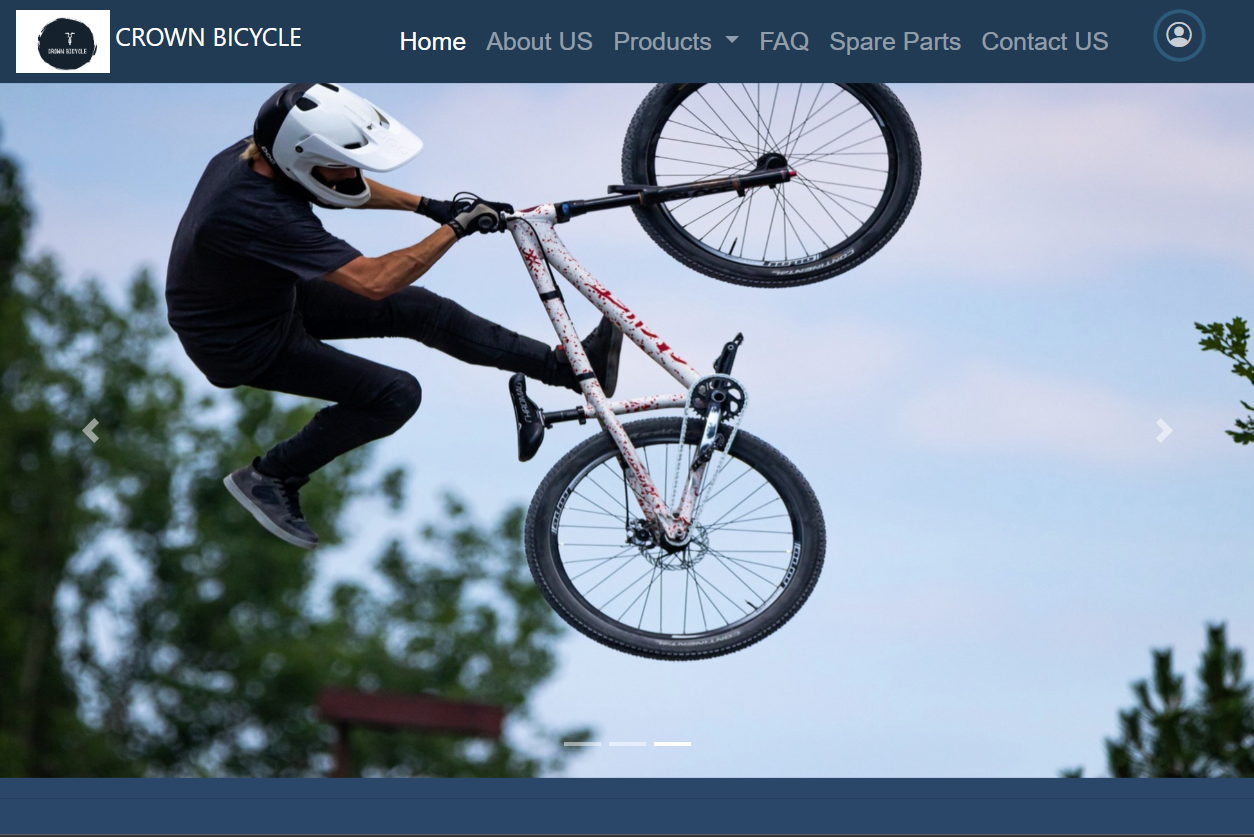 CROWN BICYCLE
CROWN BICYCLE
Home About US Products FAQ Spare Parts Contact US
CONTINENTAL
CONTINENTAL